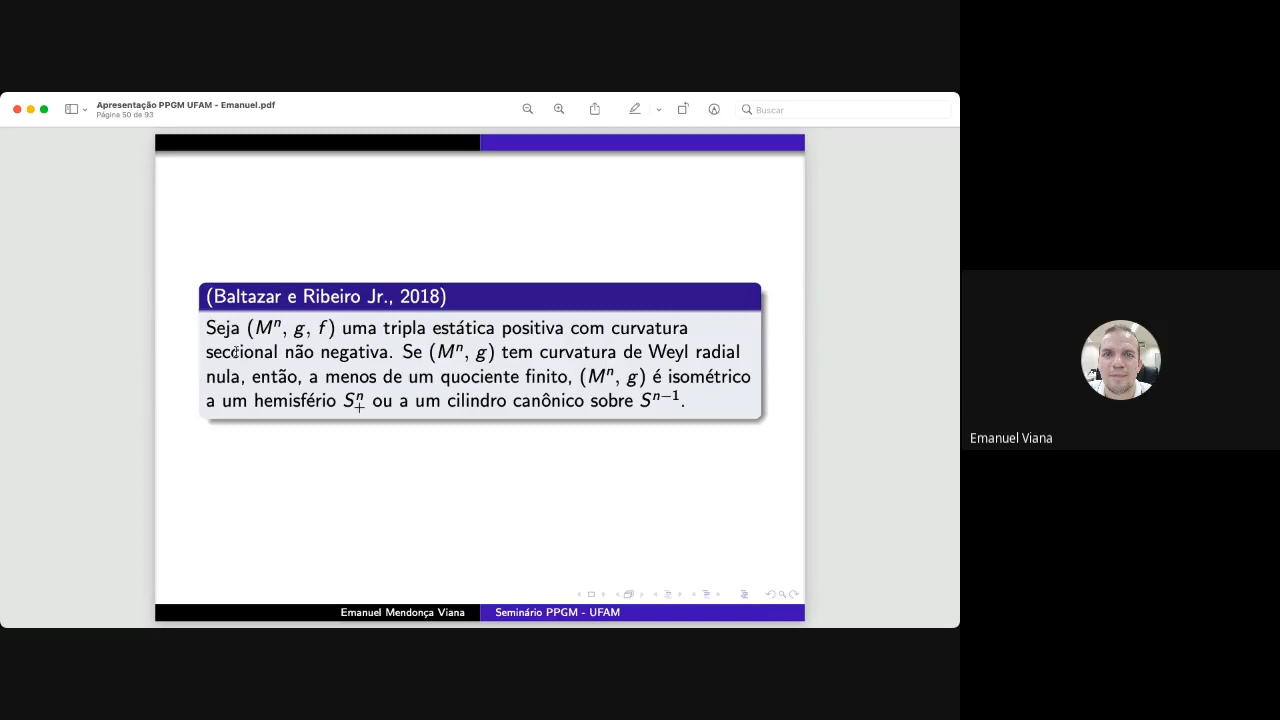 Apresentação PPGM UFAM - Emanuel.pdf
Página 50 de 93
Buscar
(Baltazar e Ribeiro Jr., 2018)
Seja (Mⁿ, g, f) uma tripla estática positiva com curvatura
seccional não negativa. Se (Mⁿ, g) tem curvatura de Weyl radial
nula, então, a menos de um quociente finito, (Mⁿ, g) é isométrico
a um hemisfério Sⁿ₊ ou a um cilindro canônico sobre Sⁿ⁻¹.
Emanuel Viana
Emanuel Mendonça Viana
Seminário PPGM - UFAM